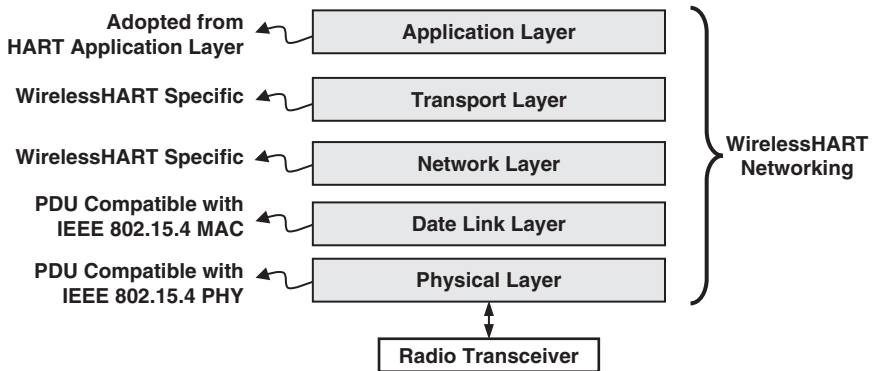 Adopted from
HART Application Layer
Application Layer
WirelessHART Specific
Transport Layer
WirelessHART Specific
Network Layer
PDU Compatible with
IEEE 802.15.4 MAC
Date Link Layer
PDU Compatible with
IEEE 802.15.4 PHY
Physical Layer
WirelessHART
Networking
Radio Transceiver